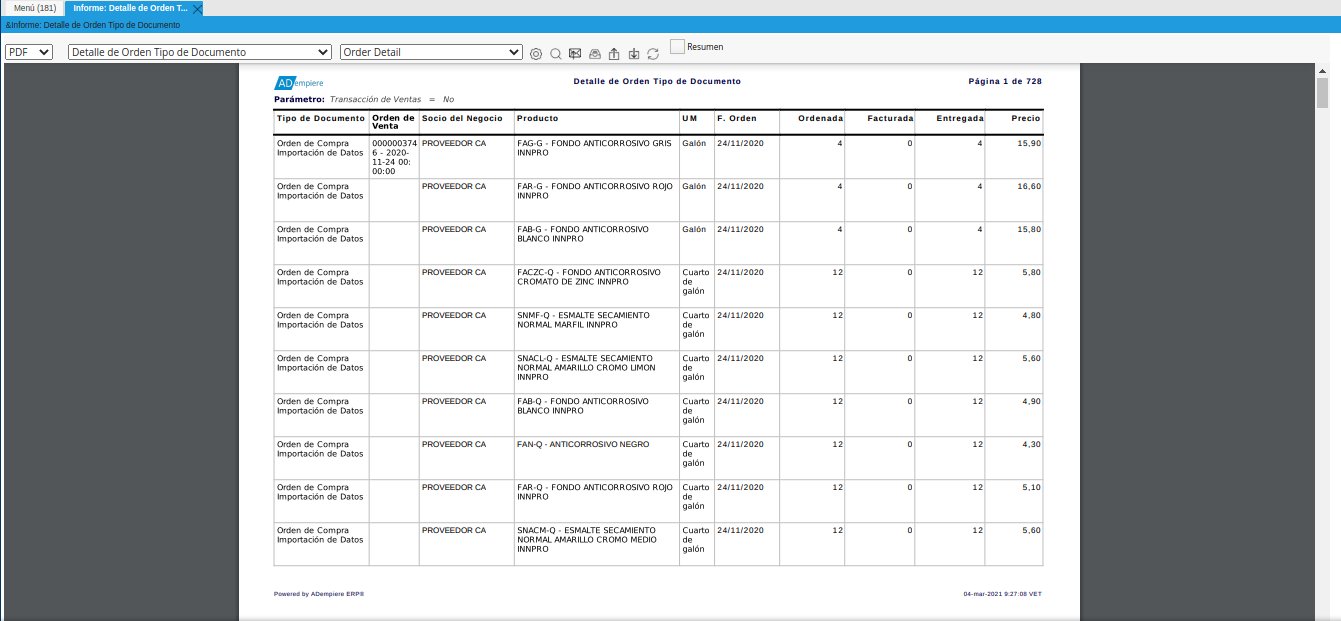 Menú (181) Informe: Detalle de Orden T...
&Informe: Detalle de Orden Tipo de Documento
PDF Detalle de Orden Tipo de Documento Order Detail Resumen
ADempiere Detalle de Orden Tipo de Documento Página 1 de 728
Parámetro: Transacción de Ventas = No
Tipo de Documento Orden de Socio del Negocio Producto UM F. Orden Ordenada Facturada Entregada Precio
Venta
Orden de Compra 000000374 PROVEEDOR CA FAG-G - FONDO ANTICORROSIVO GRIS Galón 24/11/2020 4 0 4 15,90
Importación de Datos 6 - 2020- INNPRO
11-24 00:
00:00
Orden de Compra PROVEEDOR CA FAR-G - FONDO ANTICORROSIVO ROJO Galón 24/11/2020 4 0 4 16,60
Importación de Datos INNPRO
Orden de Compra PROVEEDOR CA FAB-G - FONDO ANTICORROSIVO Galón 24/11/2020 4 0 4 15,80
Importación de Datos BLANCO INNPRO
Orden de Compra PROVEEDOR CA FACZC-Q - FONDO ANTICORROSIVO Cuarto 24/11/2020 12 0 12 5,80
Importación de Datos CROMATO DE ZINC INNPRO de
galón
Orden de Compra PROVEEDOR CA SNMF-Q - ESMALTE SECAMIENTO Cuarto 24/11/2020 12 0 12 4,80
Importación de Datos NORMAL MARFIL INNPRO de
galón
Orden de Compra PROVEEDOR CA SNACL-Q - ESMALTE SECAMIENTO Cuarto 24/11/2020 12 0 12 5,60
Importación de Datos NORMAL AMARILLO CROMO LIMON de
INNPRO galón
Orden de Compra PROVEEDOR CA FAB-Q - FONDO ANTICORROSIVO Cuarto 24/11/2020 12 0 12 4,90
Importación de Datos BLANCO INNPRO de
galón
Orden de Compra PROVEEDOR CA FAN-Q - ANTICORROSIVO NEGRO Cuarto 24/11/2020 12 0 12 4,30
Importación de Datos de
galón
Orden de Compra PROVEEDOR CA FAR-Q - FONDO ANTICORROSIVO ROJO Cuarto 24/11/2020 12 0 12 5,10
Importación de Datos INNPRO de
galón
Orden de Compra PROVEEDOR CA SNACM-Q - ESMALTE SECAMIENTO Cuarto 24/11/2020 12 0 12 5,60
Importación de Datos NORMAL AMARILLO CROMO MEDIO de
INNPRO galón
Powered by ADempiere ERP® 04-mar-2021 9:27:08 VET